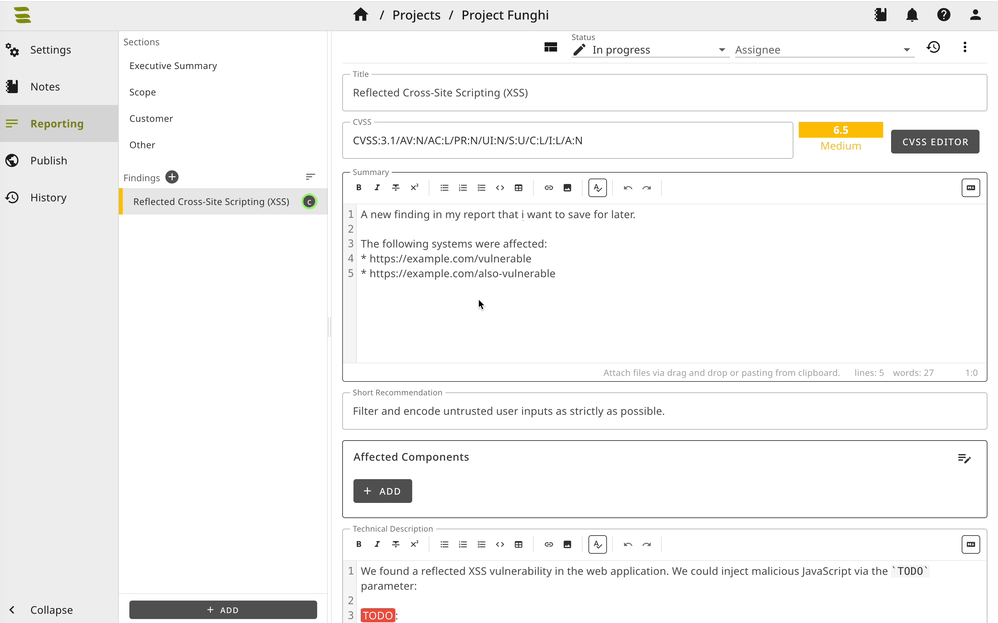 / Projects / Project Funghi
Settings
Notes
Reporting
Publish
History
Collapse
Sections
Executive Summary
Scope
Customer
Other
Findings
Reflected Cross-Site Scripting (XSS) c
+ ADD
Status
In progress
Assignee
Title
Reflected Cross-Site Scripting (XSS)
CVSS
CVSS:3.1/AV:N/AC:L/PR:N/UI:N/S:U/C:L/I:L/A:N
6.5
Medium
CVSS EDITOR
Summary
1 A new finding in my report that i want to save for later.
2
3 The following systems were affected:
4 * https://example.com/vulnerable
5 * https://example.com/also-vulnerable
Attach files via drag and drop or pasting from clipboard. lines: 5 words: 27 1:0
Short Recommendation
Filter and encode untrusted user inputs as strictly as possible.
Affected Components
+ ADD
Technical Description
1 We found a reflected XSS vulnerability in the web application. We could inject malicious JavaScript via the `TODO`
parameter:
2
3 TODO: